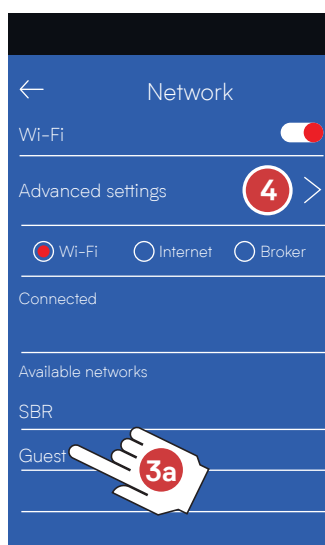 Network
Wi-Fi
Advanced settings 4
Wi-Fi Internet Broker
Connected
Available networks
SBR
Guest
3a